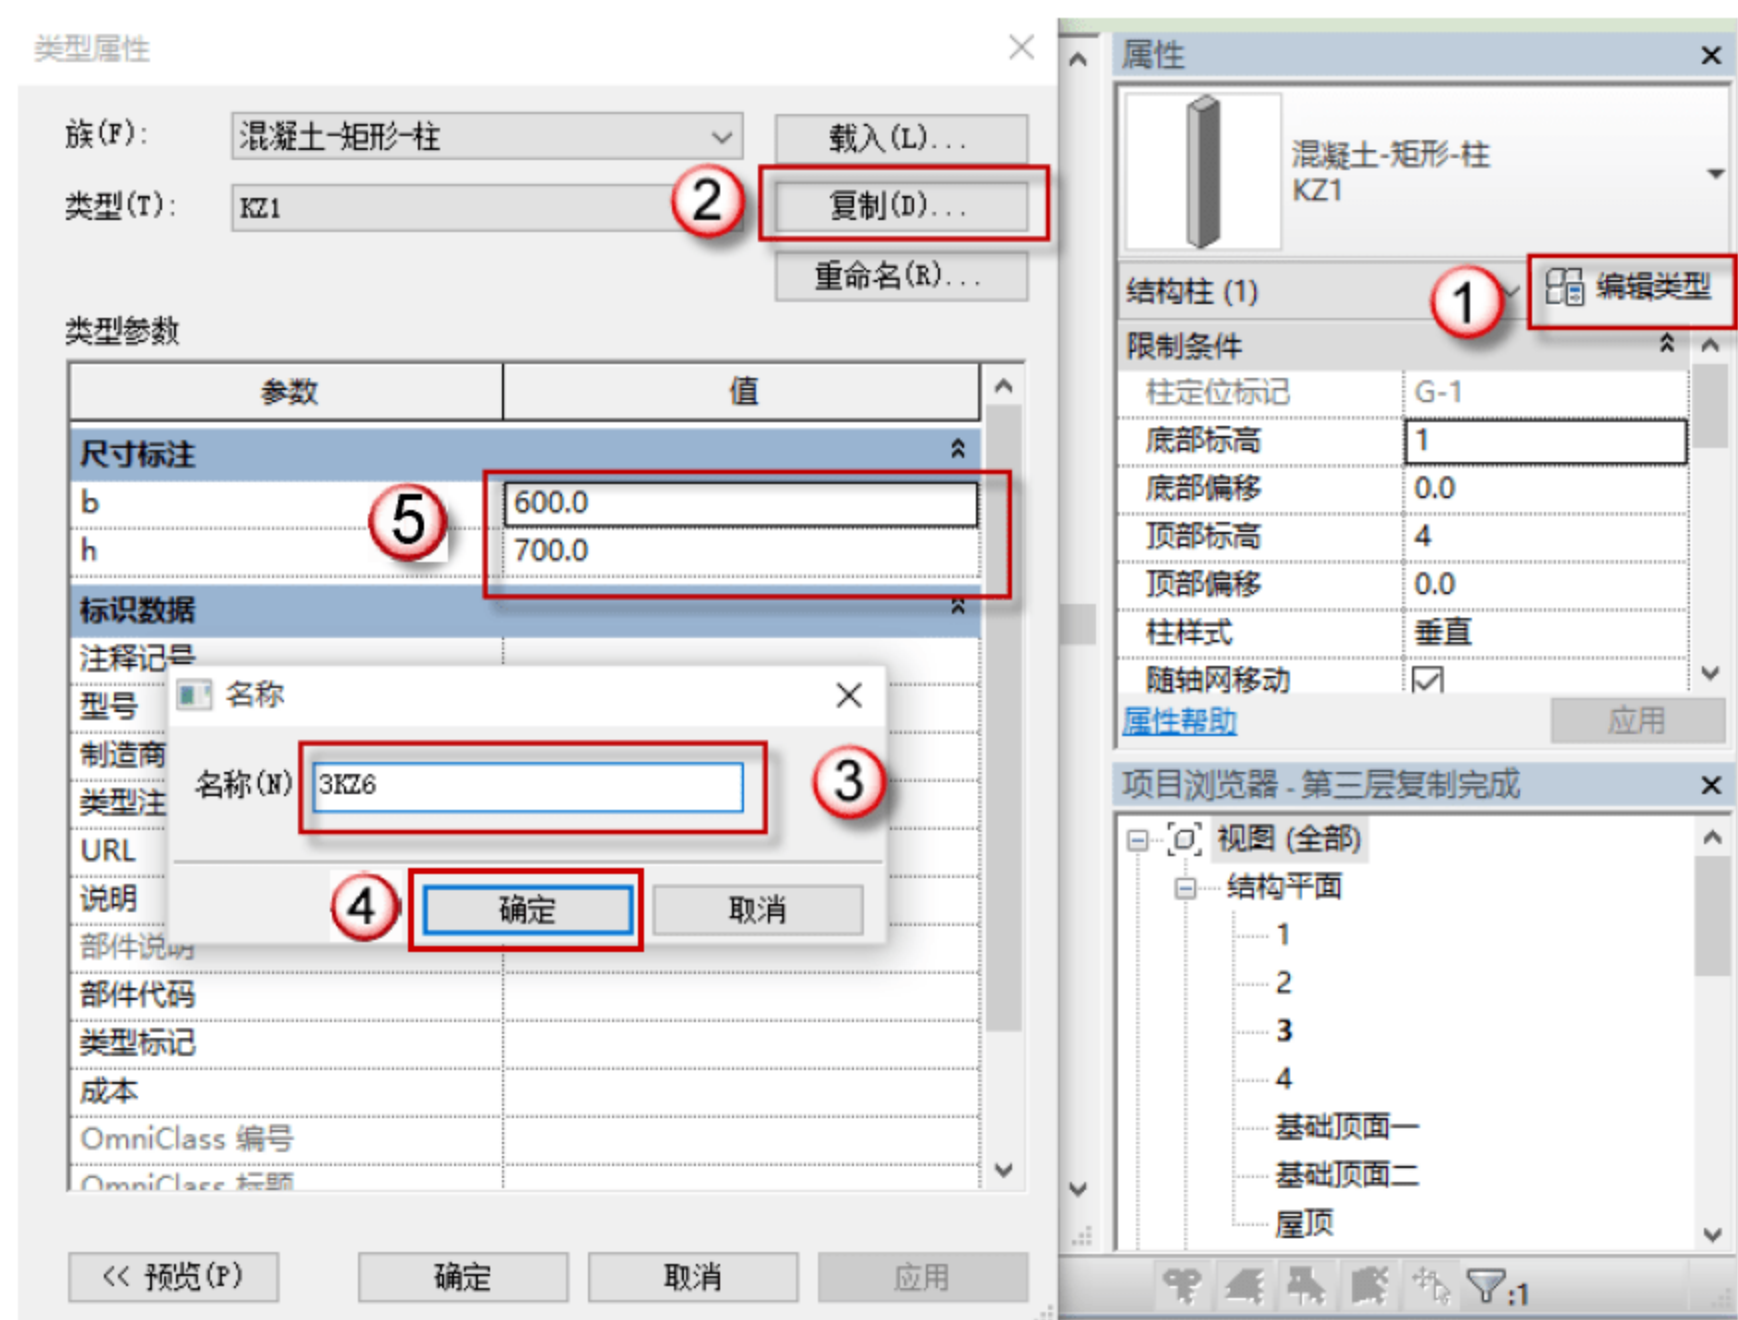 类型属性
族(F):
混凝土-矩形-柱
载入(L)...
类型(T):
KZ1
2
复制(D)...
重命名(R)...
类型参数
参数
值
尺寸标注
b
600.0
5
h
700.0
标识数据
注释记号
型号
制造商
类型注
URL
说明
部件说明
部件代码
类型标记
成本
OmniClass 编号
OmniClass 标题
名称
名称(N)
3KZ6
3
4
确定
取消
<< 预览(P)
确定
取消
应用
属性
混凝土-矩形-柱
KZ1
结构柱 (1)
1
编辑类型
限制条件
柱定位标记
G-1
底部标高
1
底部偏移
0.0
顶部标高
4
顶部偏移
0.0
柱样式
垂直
随轴网移动
属性帮助
应用
项目浏览器 - 第三层复制完成
视图 (全部)
结构平面
1
2
3
4
基础顶面一
基础顶面二
屋顶
:1